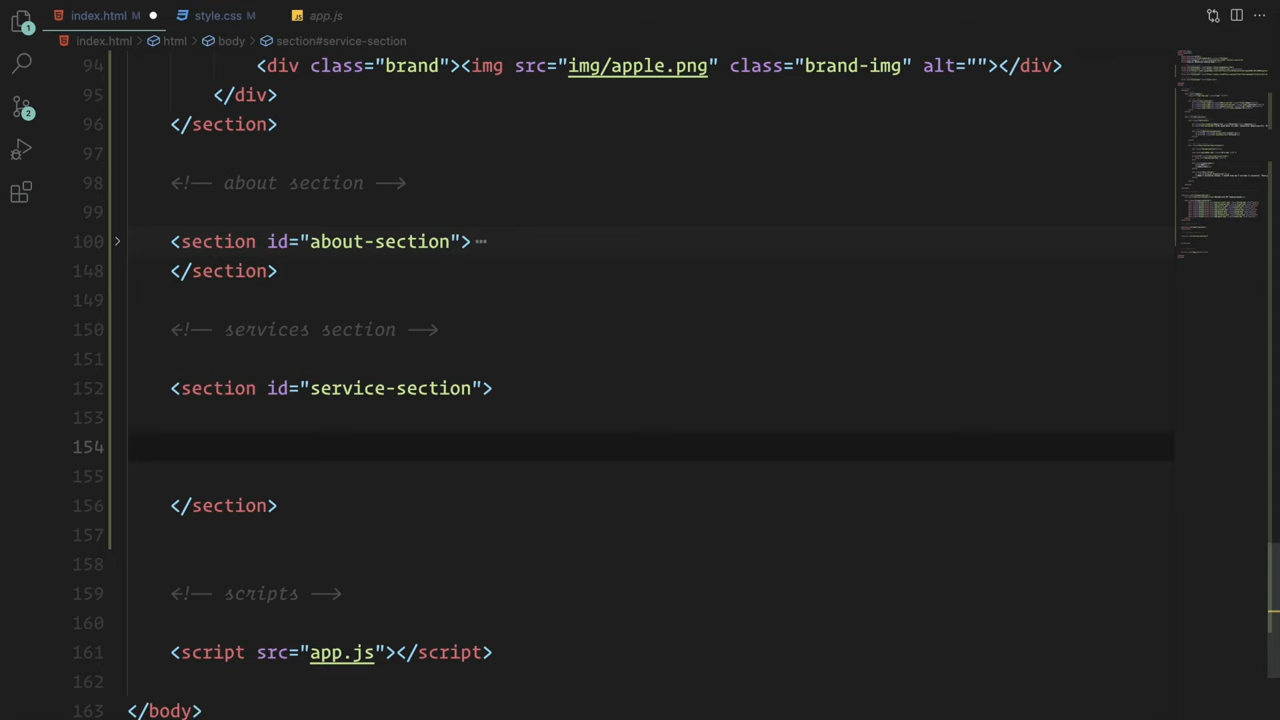 index.html M ● style.css M app.js
index.html > html > body > section#service-section
94 <div class="brand"><img src="img/apple.png" class="brand-img" alt=""></div>
95 </div>
96 </section>
97
98 <!-- about section -->
99
100 <section id="about-section"> ⋯
148 </section>
149
150 <!-- services section -->
151
152 <section id="service-section">
153
154
155
156 </section>
157
158
159 <!-- scripts -->
160
161 <script src="app.js"></script>
162
163 </body>
1
2
JS